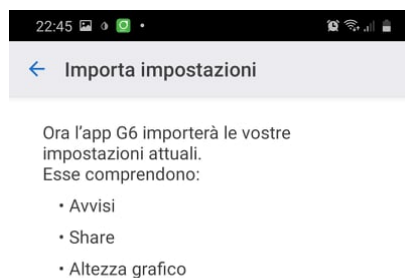 22:45
Importa impostazioni
Ora l'app G6 importerà le vostre
impostazioni attuali.
Esse comprendono:
• Avvisi
• Share
• Altezza grafico